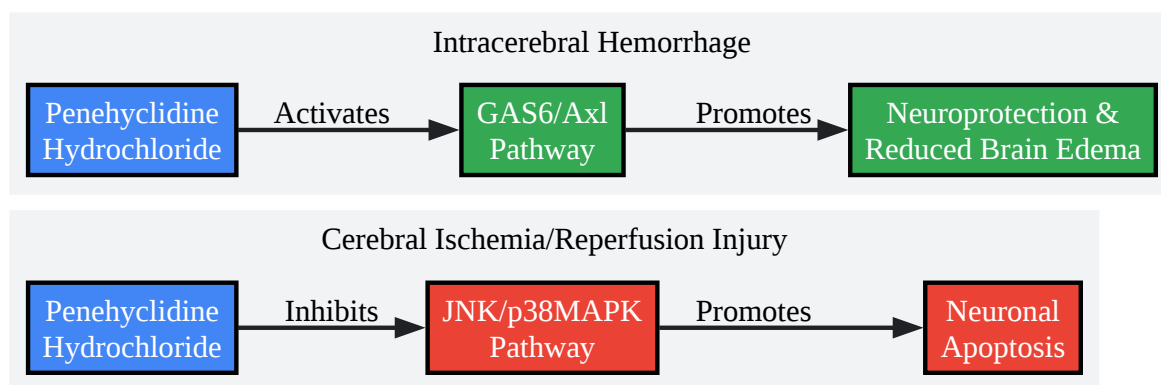 Intracerebral Hemorrhage
Penehyclidine
Hydrochloride
Activates
GAS6/Axl
Pathway
Promotes
Neuroprotection &
Reduced Brain Edema
Cerebral Ischemia/Reperfusion Injury
Penehyclidine
Hydrochloride
Inhibits
JNK/p38MAPK
Pathway
Promotes
Neuronal
Apoptosis